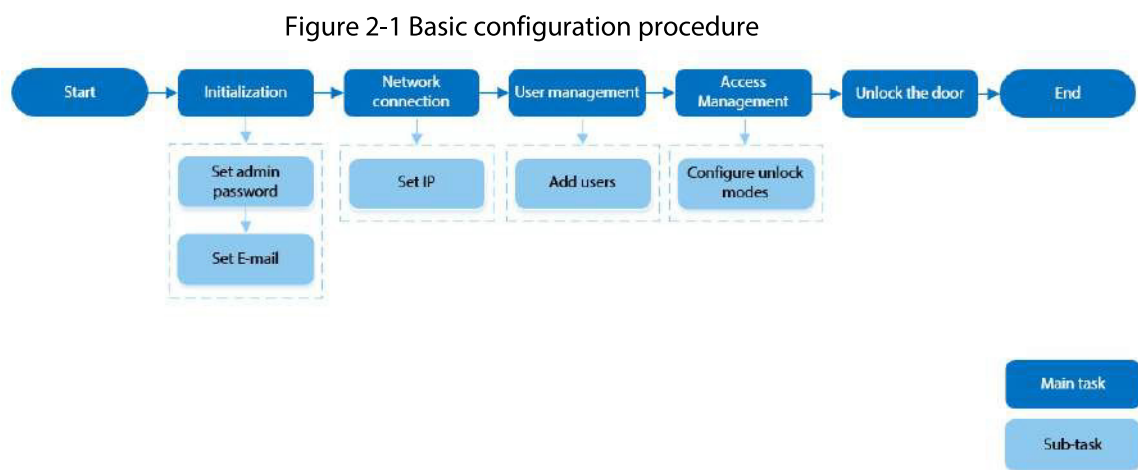 Figure 2-1 Basic configuration procedure
Start
Initialization
Network
connection
User management
Access
Management
Unlock the door
End
Set admin
password
Set E-mail
Set IP
Add users
Configure unlock
modes
Main task
Sub-task